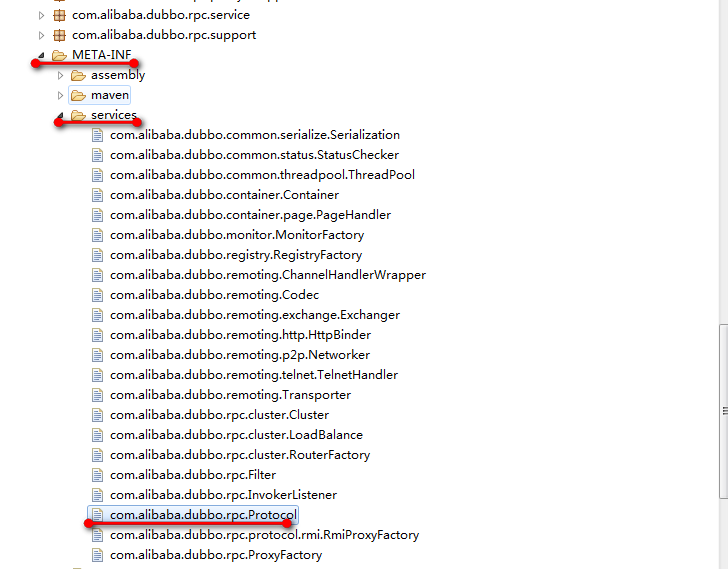 com.alibaba.dubbo.rpc.service
com.alibaba.dubbo.rpc.support
META-INF
assembly
maven
services
com.alibaba.dubbo.common.serialize.Serialization
com.alibaba.dubbo.common.status.StatusChecker
com.alibaba.dubbo.common.threadpool.ThreadPool
com.alibaba.dubbo.container.Container
com.alibaba.dubbo.container.page.PageHandler
com.alibaba.dubbo.monitor.MonitorFactory
com.alibaba.dubbo.registry.RegistryFactory
com.alibaba.dubbo.remoting.ChannelHandlerWrapper
com.alibaba.dubbo.remoting.Codec
com.alibaba.dubbo.remoting.exchange.Exchanger
com.alibaba.dubbo.remoting.http.HttpBinder
com.alibaba.dubbo.remoting.p2p.Networker
com.alibaba.dubbo.remoting.telnet.TelnetHandler
com.alibaba.dubbo.remoting.Transporter
com.alibaba.dubbo.rpc.cluster.Cluster
com.alibaba.dubbo.rpc.cluster.LoadBalance
com.alibaba.dubbo.rpc.cluster.RouterFactory
com.alibaba.dubbo.rpc.Filter
com.alibaba.dubbo.rpc.InvokerListener
com.alibaba.dubbo.rpc.Protocol
com.alibaba.dubbo.rpc.protocol.rmi.RmiProxyFactory
com.alibaba.dubbo.rpc.ProxyFactory